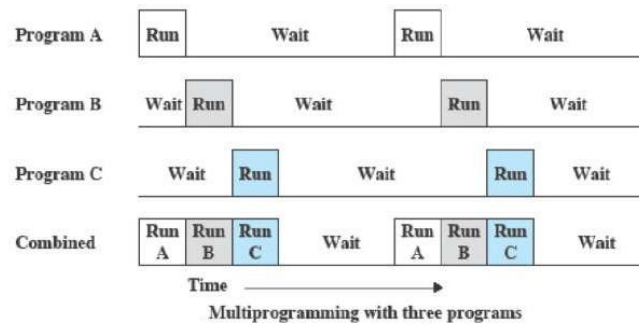 Program A Run Wait Run Wait
Program B Wait Run Wait Run Wait
Program C Wait Run Wait Run Wait
Combined Run A Run B Run C Wait Run A Run B Run C Wait
Time
Multiprogramming with three programs